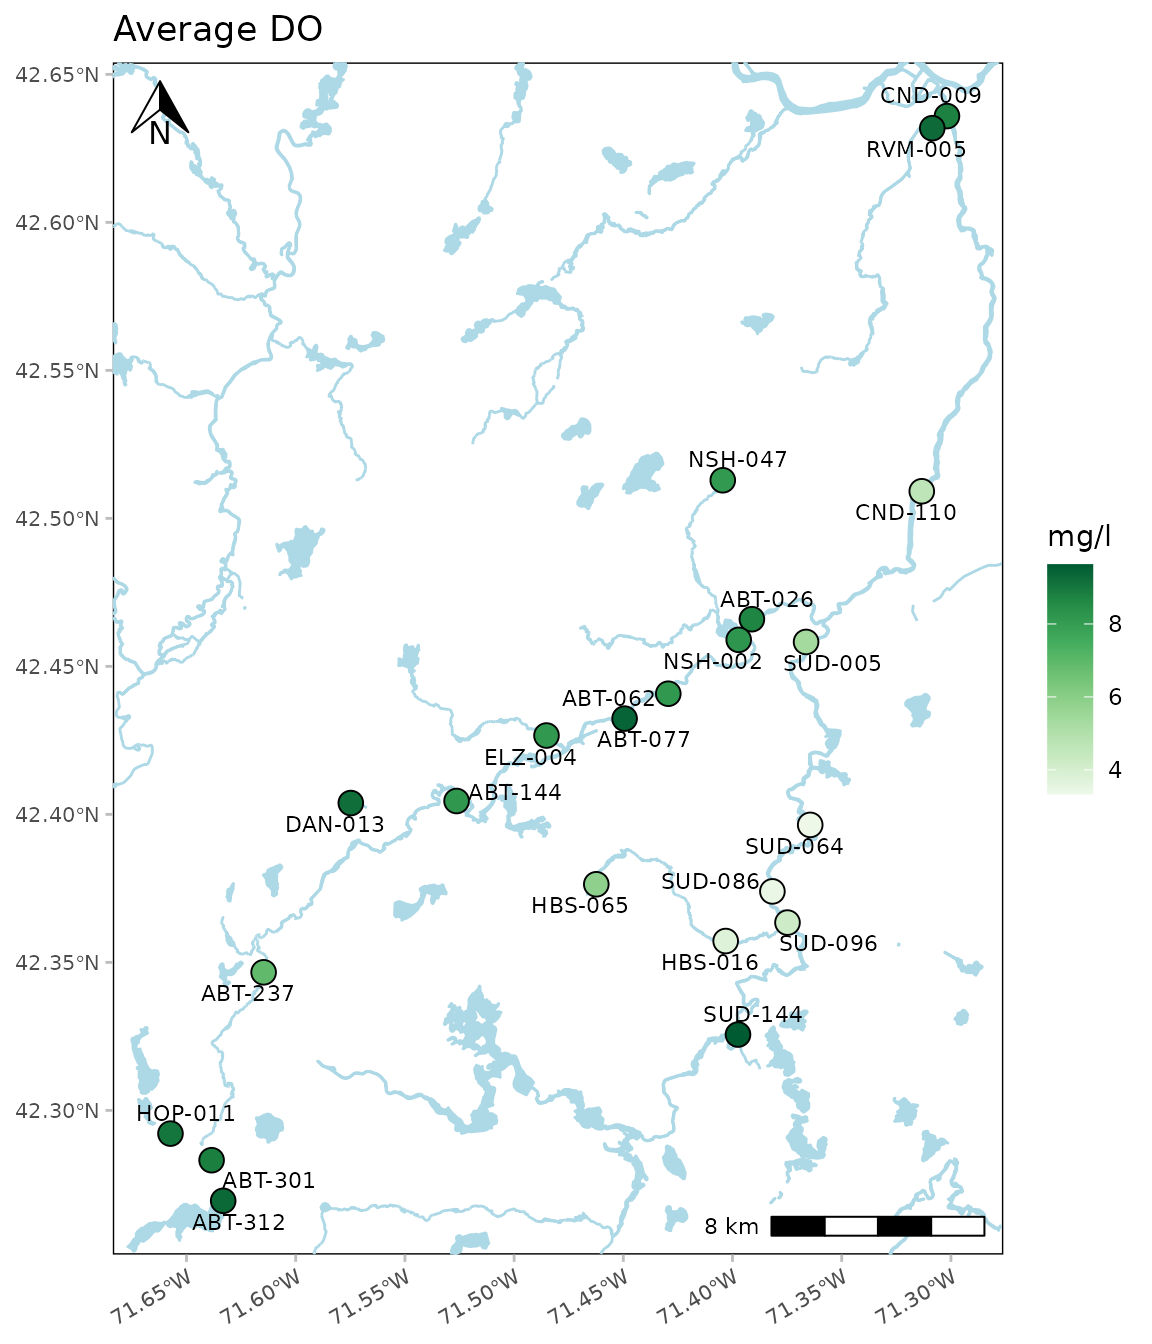 Average DO
42.65°N
42.60°N
42.55°N
42.50°N
42.45°N
42.40°N
42.35°N
42.30°N
N
CND-009
RVM-005
NSH-047
CND-110
ABT-026
NSH-002
SUD-005
ABT-062
ABT-077
ELZ-004
ABT-144
DAN-013
SUD-064
SUD-086
HBS-065
SUD-096
HBS-016
ABT-237
SUD-144
HOP-011
ABT-301
ABT-312
8 km
71.65°W
71.60°W
71.55°W
71.50°W
71.45°W
71.40°W
71.35°W
71.30°W
mg/l
8
6
4